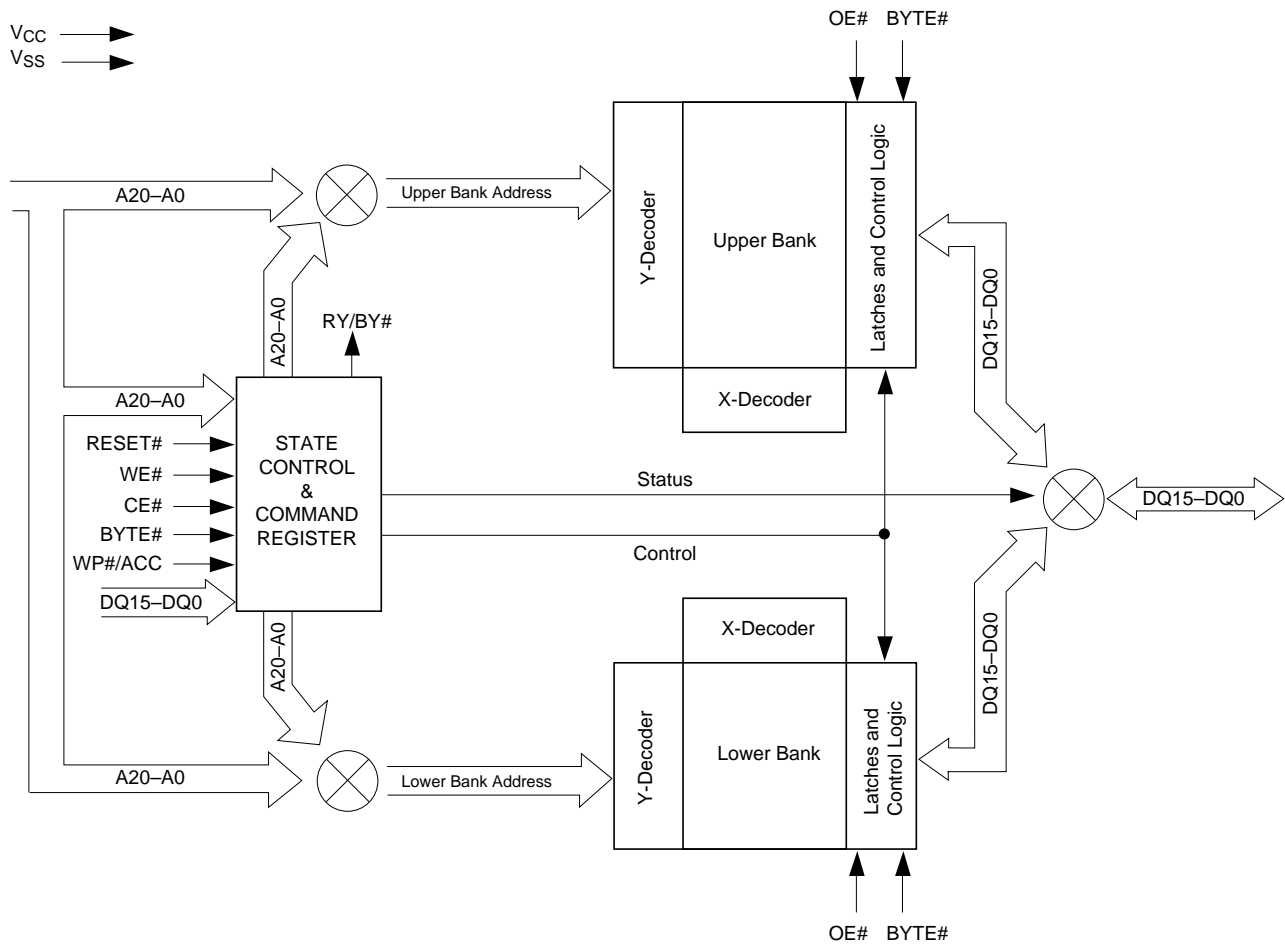 VCC
VSS
OE# BYTE#
A20–A0
Upper Bank Address
Y-Decoder
Upper Bank
Latches and Control Logic
X-Decoder
DQ15–DQ0
A20–A0
RY/BY#
A20–A0
RESET#
WE#
CE#
BYTE#
WP#/ACC
DQ15–DQ0
STATE
CONTROL
&
COMMAND
REGISTER
Status
Control
DQ15–DQ0
A20–A0
X-Decoder
DQ15–DQ0
A20–A0
Lower Bank Address
Y-Decoder
Lower Bank
Latches and
Control Logic
OE# BYTE#